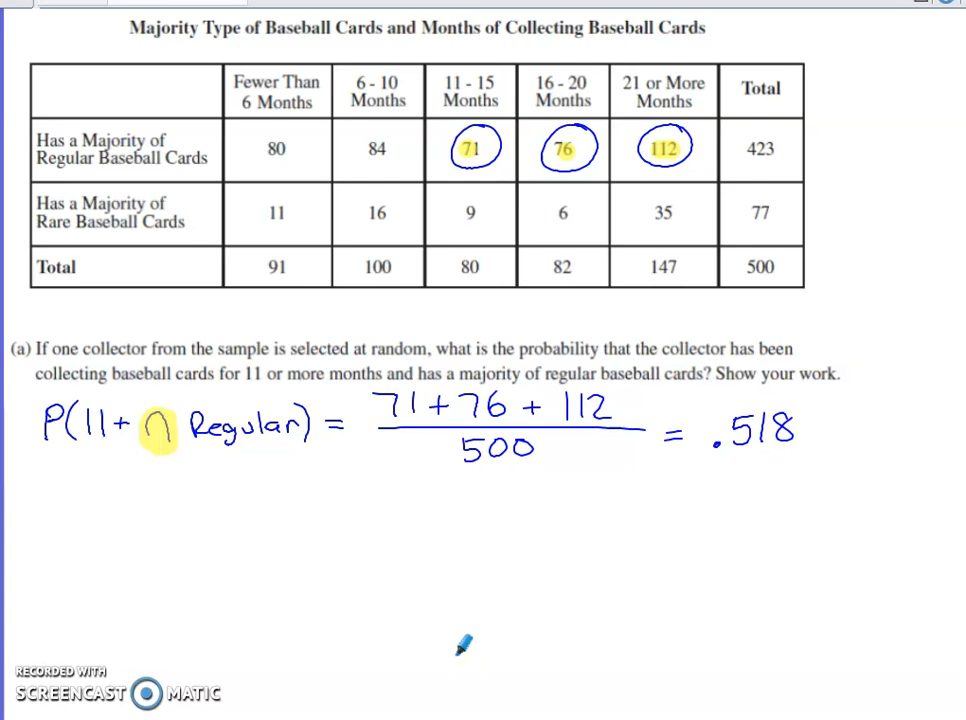 Majority Type of Baseball Cards and Months of Collecting Baseball Cards
Fewer Than 6 Months 6 - 10 Months 11 - 15 Months 16 - 20 Months 21 or More Months Total
Has a Majority of Regular Baseball Cards 80 84 71 76 112 423
Has a Majority of Rare Baseball Cards 11 16 9 6 35 77
Total 91 100 80 82 147 500
(a) If one collector from the sample is selected at random, what is the probability that the collector has been
collecting baseball cards for 11 or more months and has a majority of regular baseball cards? Show your work.
P(11+ ∩ Regular) = 71+76 + 112 / 500 = .518
RECORDED WITH
SCREENCAST MATIC